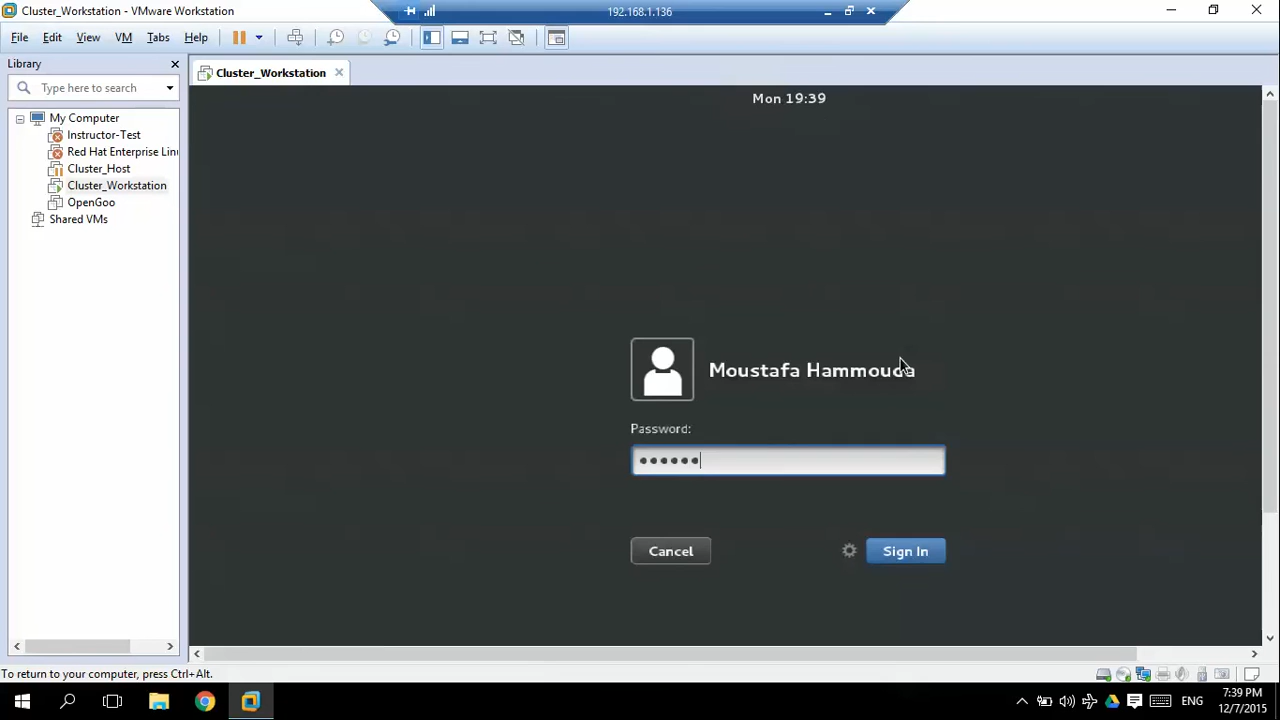 Cluster_Workstation - VMware Workstation
192.168.1.136
File Edit View VM Tabs Help
Library
Cluster_Workstation
Type here to search
Mon 19:39
My Computer
Instructor-Test
Red Hat Enterprise Lin
Cluster_Host
Cluster_Workstation
OpenGoo
Shared VMs
Moustafa Hammouda
Password:
Cancel
Sign In
To return to your computer, press Ctrl+Alt.
ENG
7:39 PM
12/7/2015